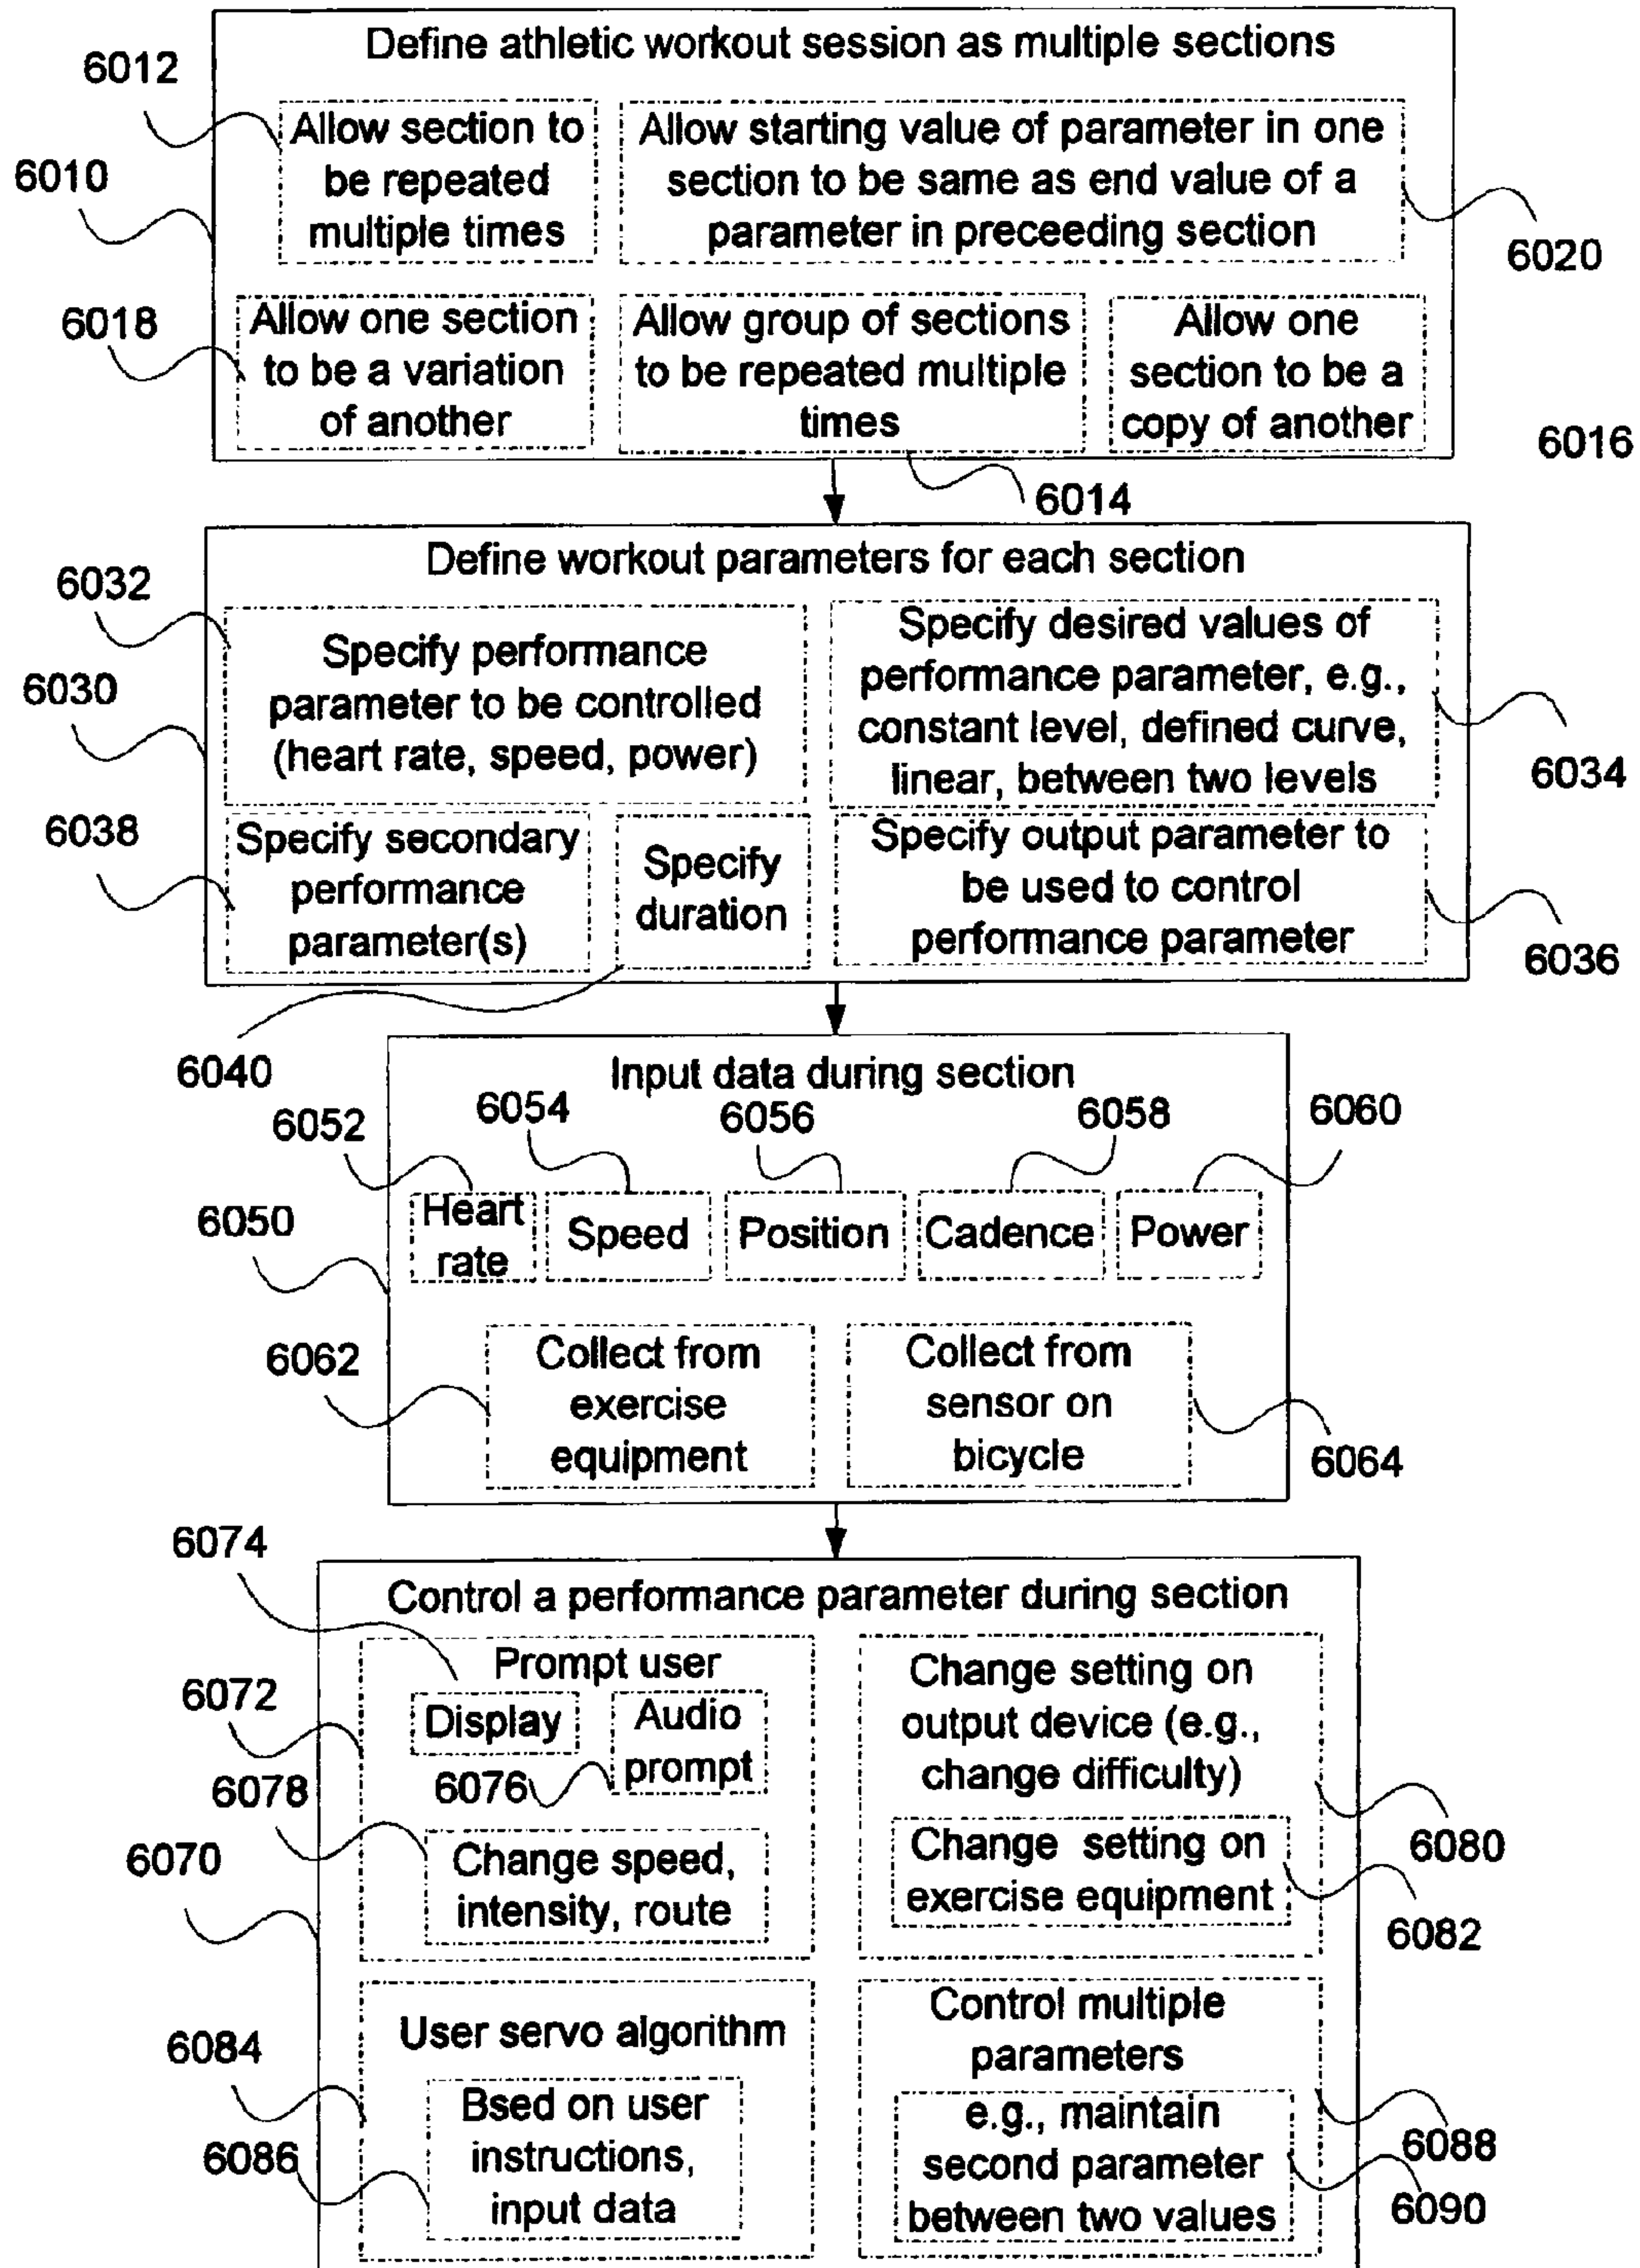 Define athletic workout session as multiple sections
6012
Allow section to
be repeated
multiple times
Allow starting value of parameter in one
section to be same as end value of a
parameter in preceeding section
6010
6020
6018
Allow one section
to be a variation
of another
Allow group of sections
to be repeated multiple
times
Allow one
section to be a
copy of another
6016
6014
Define workout parameters for each section
6032
Specify performance
parameter to be controlled
(heart rate, speed, power)
Specify desired values of
performance parameter, e.g.,
constant level, defined curve,
linear, between two levels
6030
6034
6038
Specify secondary
performance
parameter(s)
Specify
duration
Specify output parameter to
be used to control
performance parameter
6036
6040
Input data during section
6052
6054
6056
6058
6060
6050
Heart
rate
Speed
Position
Cadence
Power
6062
Collect from
exercise
equipment
Collect from
sensor on
bicycle
6064
6074
Control a performance parameter during section
6072
Prompt user
Display
Audio
prompt
6076
Change setting on
output device (e.g.,
change difficulty)
6078
6070
Change speed,
intensity, route
Change setting on
exercise equipment
6080
6082
6084
User servo algorithm
6086
Bsed on user
instructions,
input data
Control multiple
parameters
e.g., maintain
second parameter
between two values
6088
6090